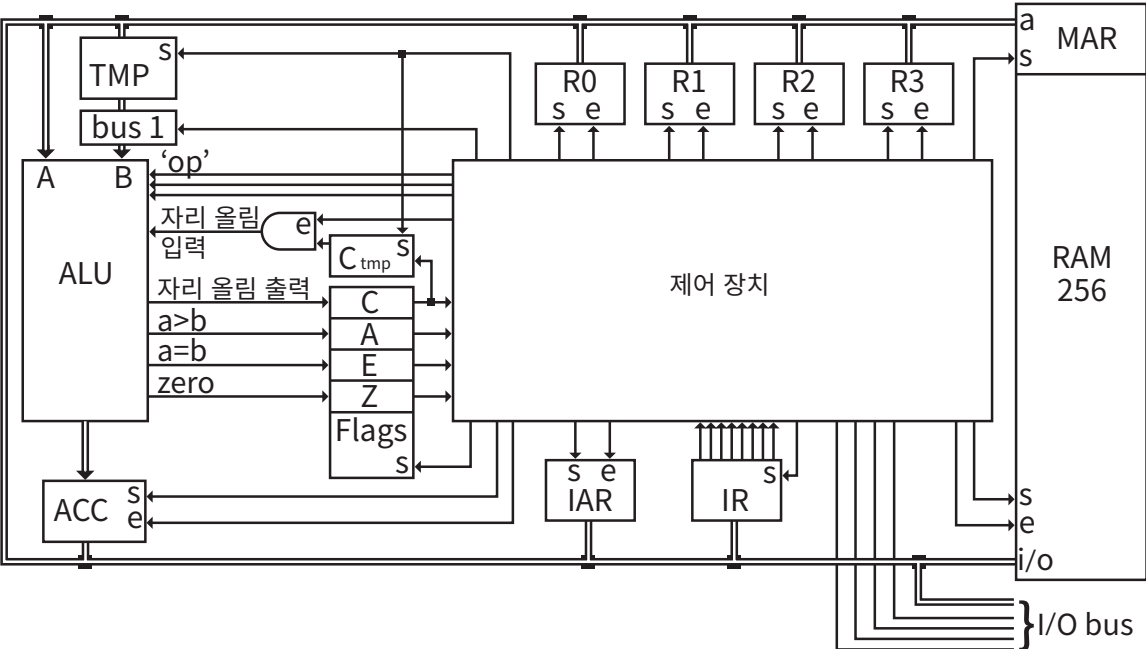 a
MAR
s
s
TMP
R0
s e
R1
s e
R2
s e
R3
s e
bus 1
'op'
A B
자리 올림
입력
e
s
C tmp
ALU
제어 장치
RAM
256
자리 올림 출력
C
a>b
A
a=b
E
zero
Z
Flags
s
s e
IAR
s
IR
ACC
s
e
s
e
i/o
} I/O bus